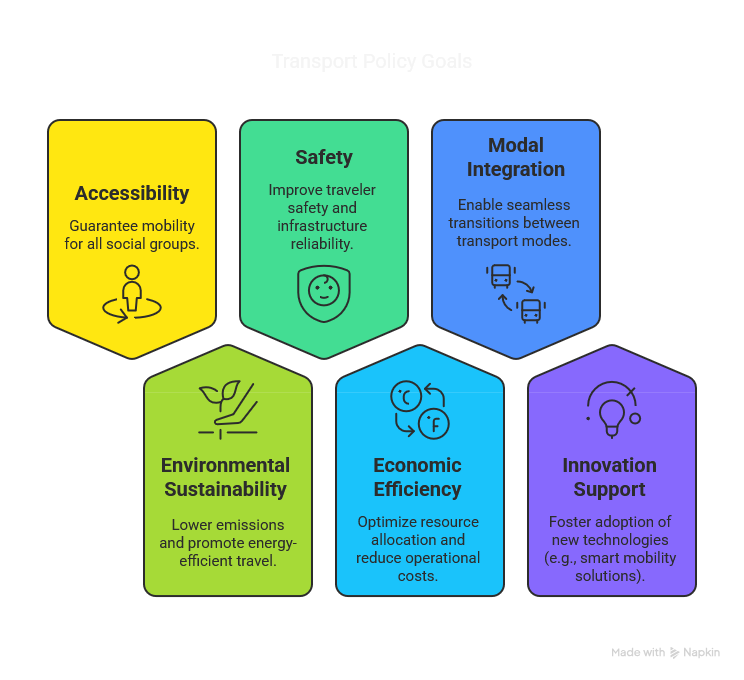 Transport Policy Goals
Accessibility
Guarantee mobility
for all social groups.
Safety
Improve traveler
safety and
infrastructure
reliability.
Modal
Integration
Enable seamless
transitions between
transport modes.
Environmental
Sustainability
Lower emissions
and promote energy-
efficient travel.
°C
°F
Economic
Efficiency
Optimize resource
allocation and
reduce operational
costs.
Innovation
Support
Foster adoption of
new technologies
(e.g., smart mobility
solutions).
Made with Napkin